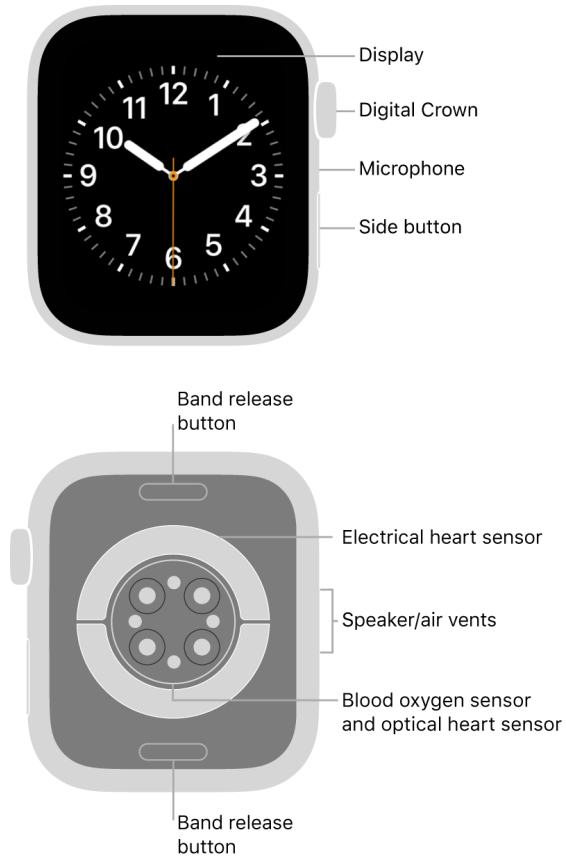 Display
12
11
1
Digital Crown
10
2
Microphone
9
3
8
4
Side button
7
5
6
Band release
button
Electrical heart sensor
Speaker/air vents
Blood oxygen sensor
and optical heart sensor
Band release
button